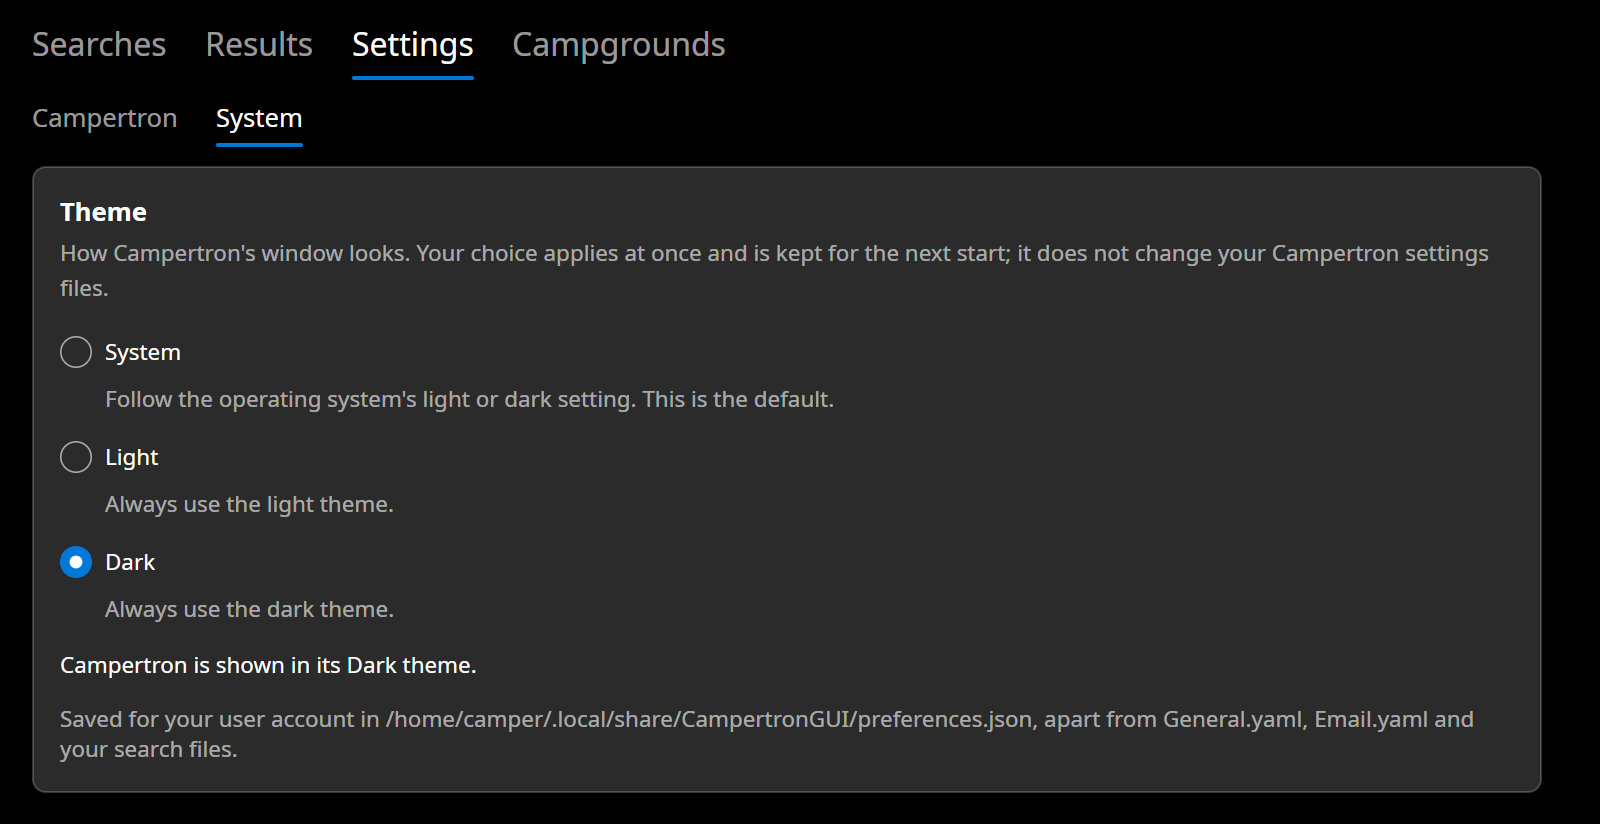 Searches Results Settings Campgrounds
Campertron System
Theme
How Campertron's window looks. Your choice applies at once and is kept for the next start; it does not change your Campertron settings
files.
System
Follow the operating system's light or dark setting. This is the default.
Light
Always use the light theme.
Dark
Always use the dark theme.
Campertron is shown in its Dark theme.
Saved for your user account in /home/camper/.local/share/CampertronGUI/preferences.json, apart from General.yaml, Email.yaml and
your search files.